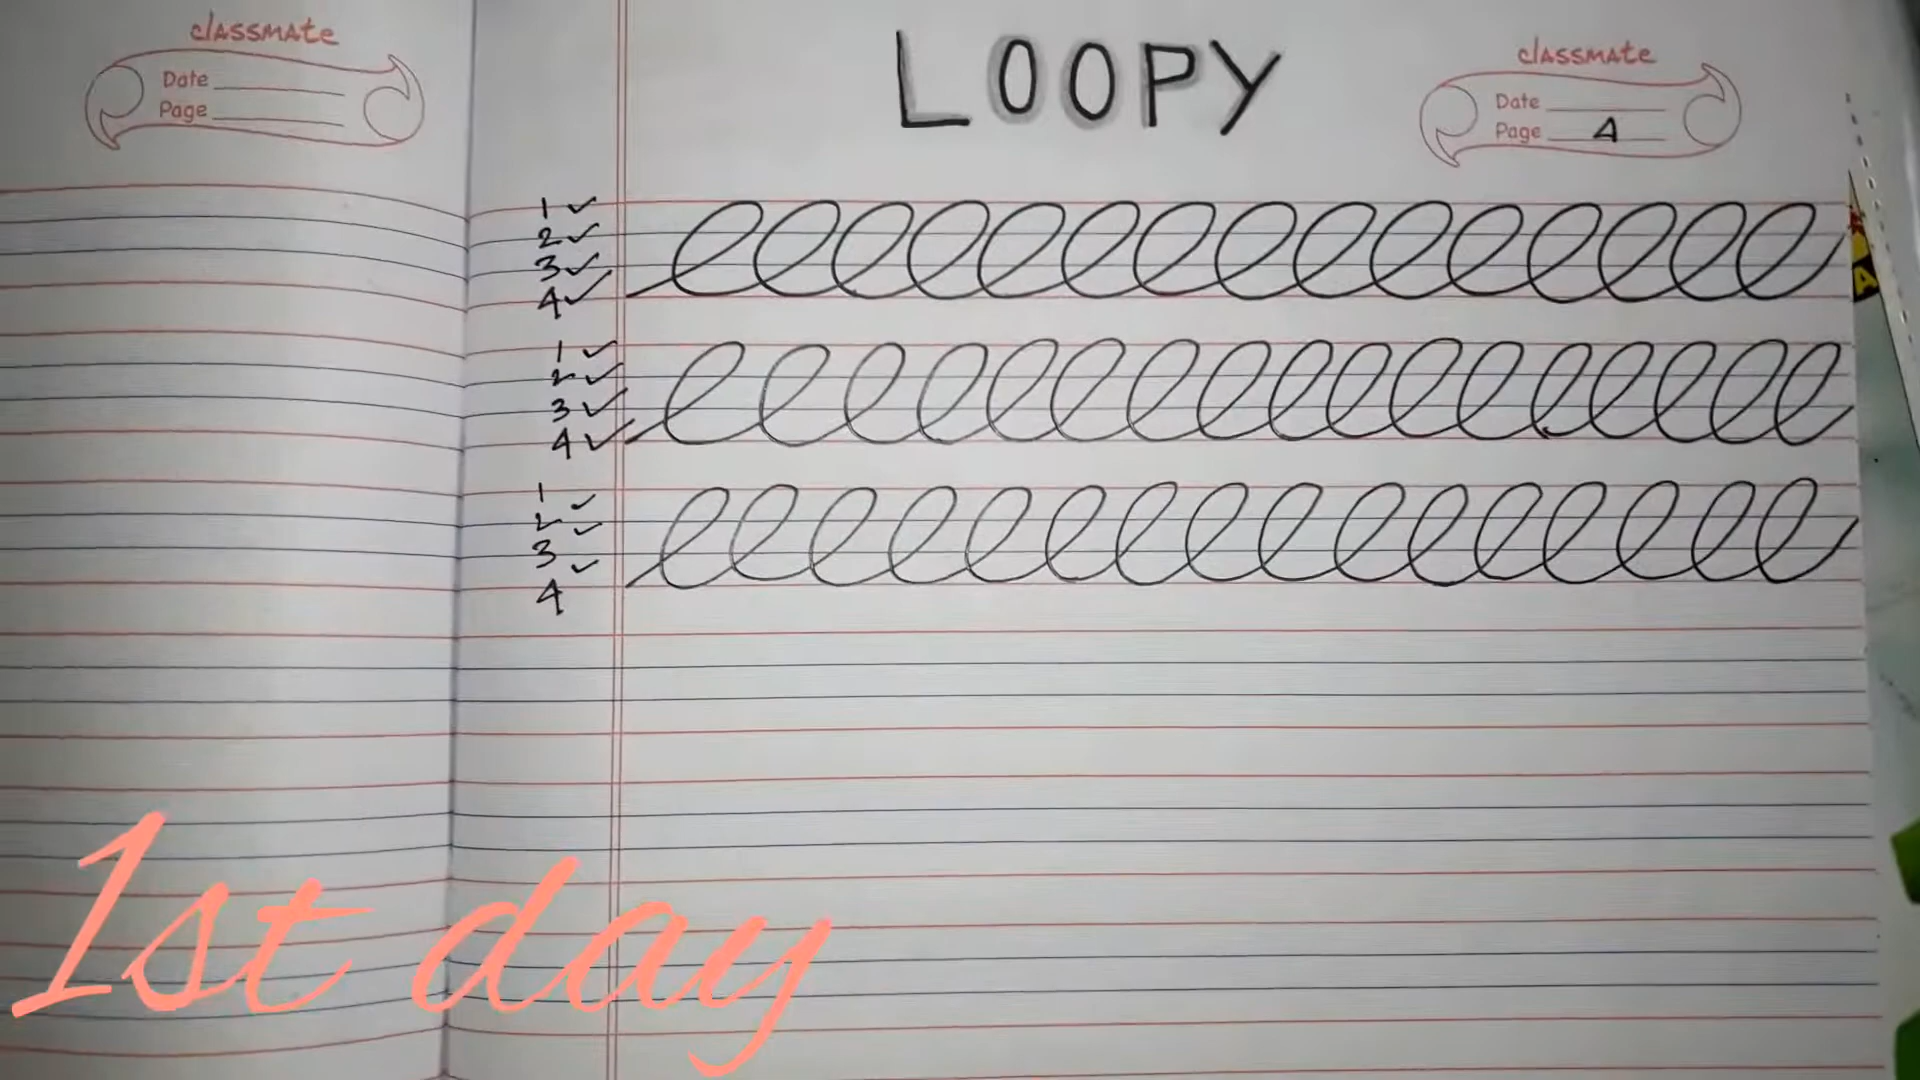 classmate
Date
Page
LOOPY
classmate
Date
Page 4
1 ✓
2 ✓
3 ✓
4 ✓
1 ✓
2 ✓
3 ✓
4 ✓
1 ✓
2 ✓
3 ✓
4
A
1st day